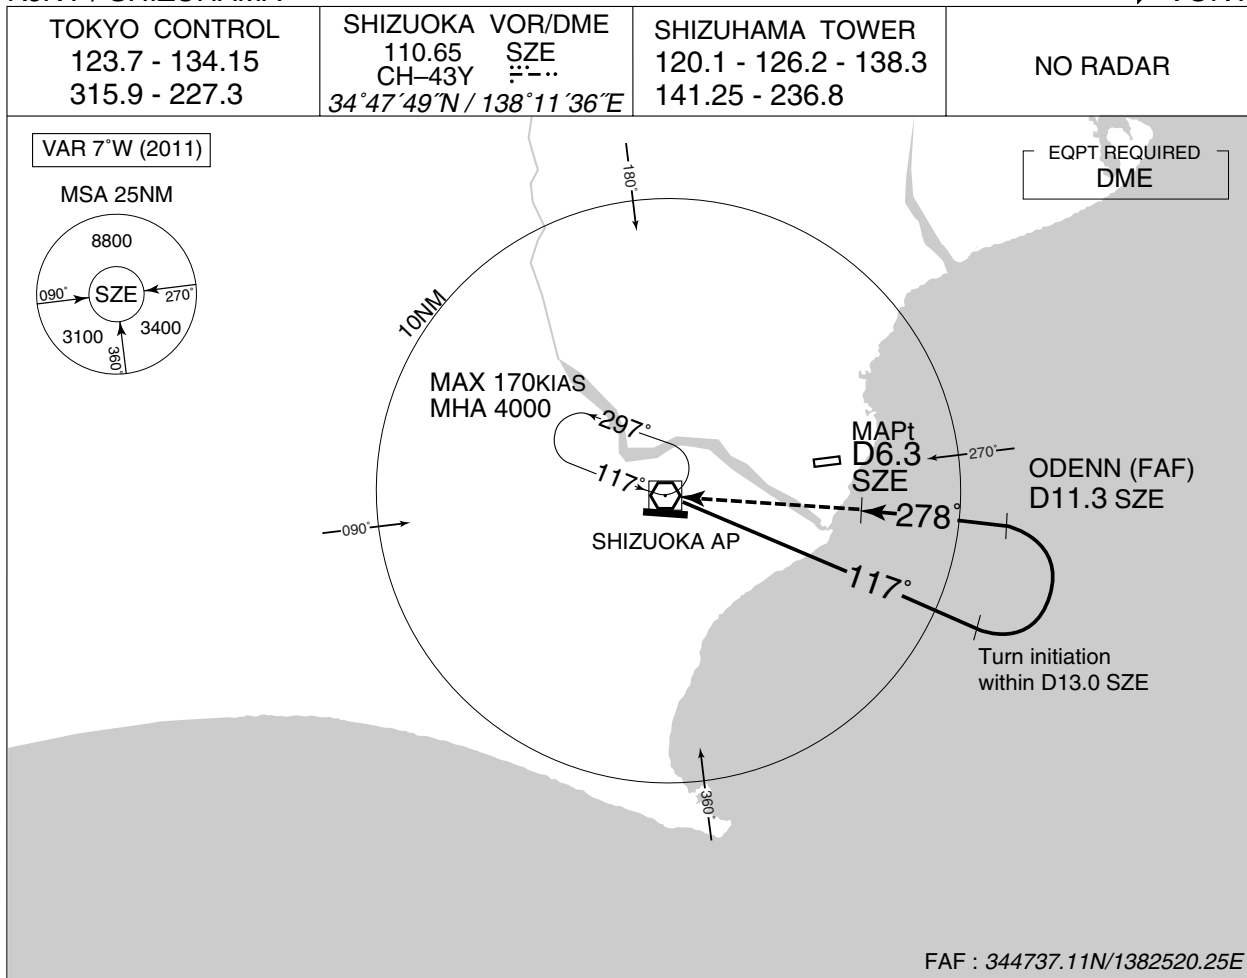 TOKYO CONTROL
123.7 - 134.15
315.9 - 227.3
SHIZUOKA VOR/DME
110.65 SZE
CH–43Y
34°47´49˝N / 138°11´36˝E
SHIZUHAMA TOWER
120.1 - 126.2 - 138.3
141.25 - 236.8
NO RADAR
VAR 7°W (2011)
MSA 25NM
8800
090°
SZE
270°
3100
3400
360°
EQPT REQUIRED
DME
180°
10NM
MAX 170KIAS
MHA 4000
297°
117°
MAPt
D6.3
SZE
270°
ODENN (FAF)
D11.3 SZE
278°
090°
SHIZUOKA AP
117°
Turn initiation
within D13.0 SZE
360°
FAF : 344737.11N/1382520.25E